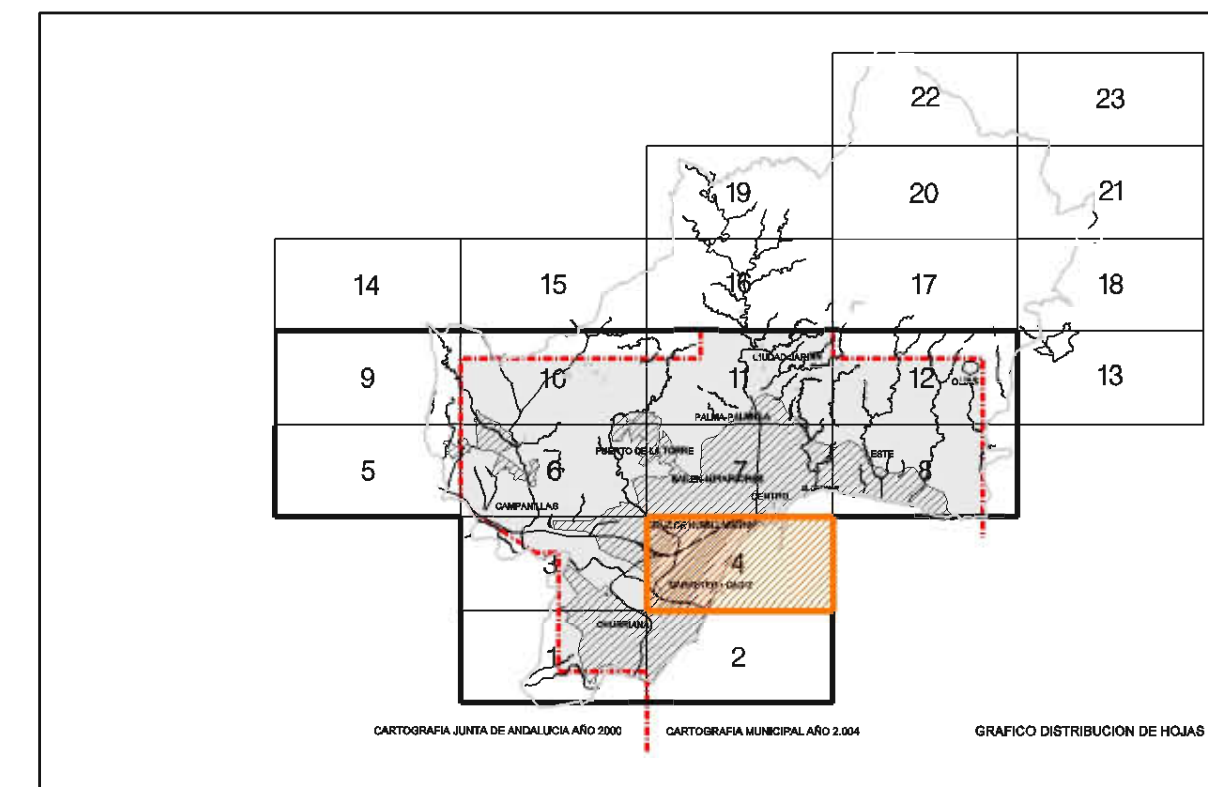 22 23
19 20 21
14 15 16 17 18
CIUDAD JARDIN
9 10 11 12 13
OLIAS
PALMA-PALMILLA
PUERTO DE LA TORRE ESTE
5 6 7 8
CENTRO
CAMPANILLAS
3 4
CHURRIANA
1 2
CARTOGRAFIA JUNTA DE ANDALUCIA AÑO 2000 CARTOGRAFIA MUNICIPAL AÑO 2.004 GRAFICO DISTRIBUCION DE HOJAS